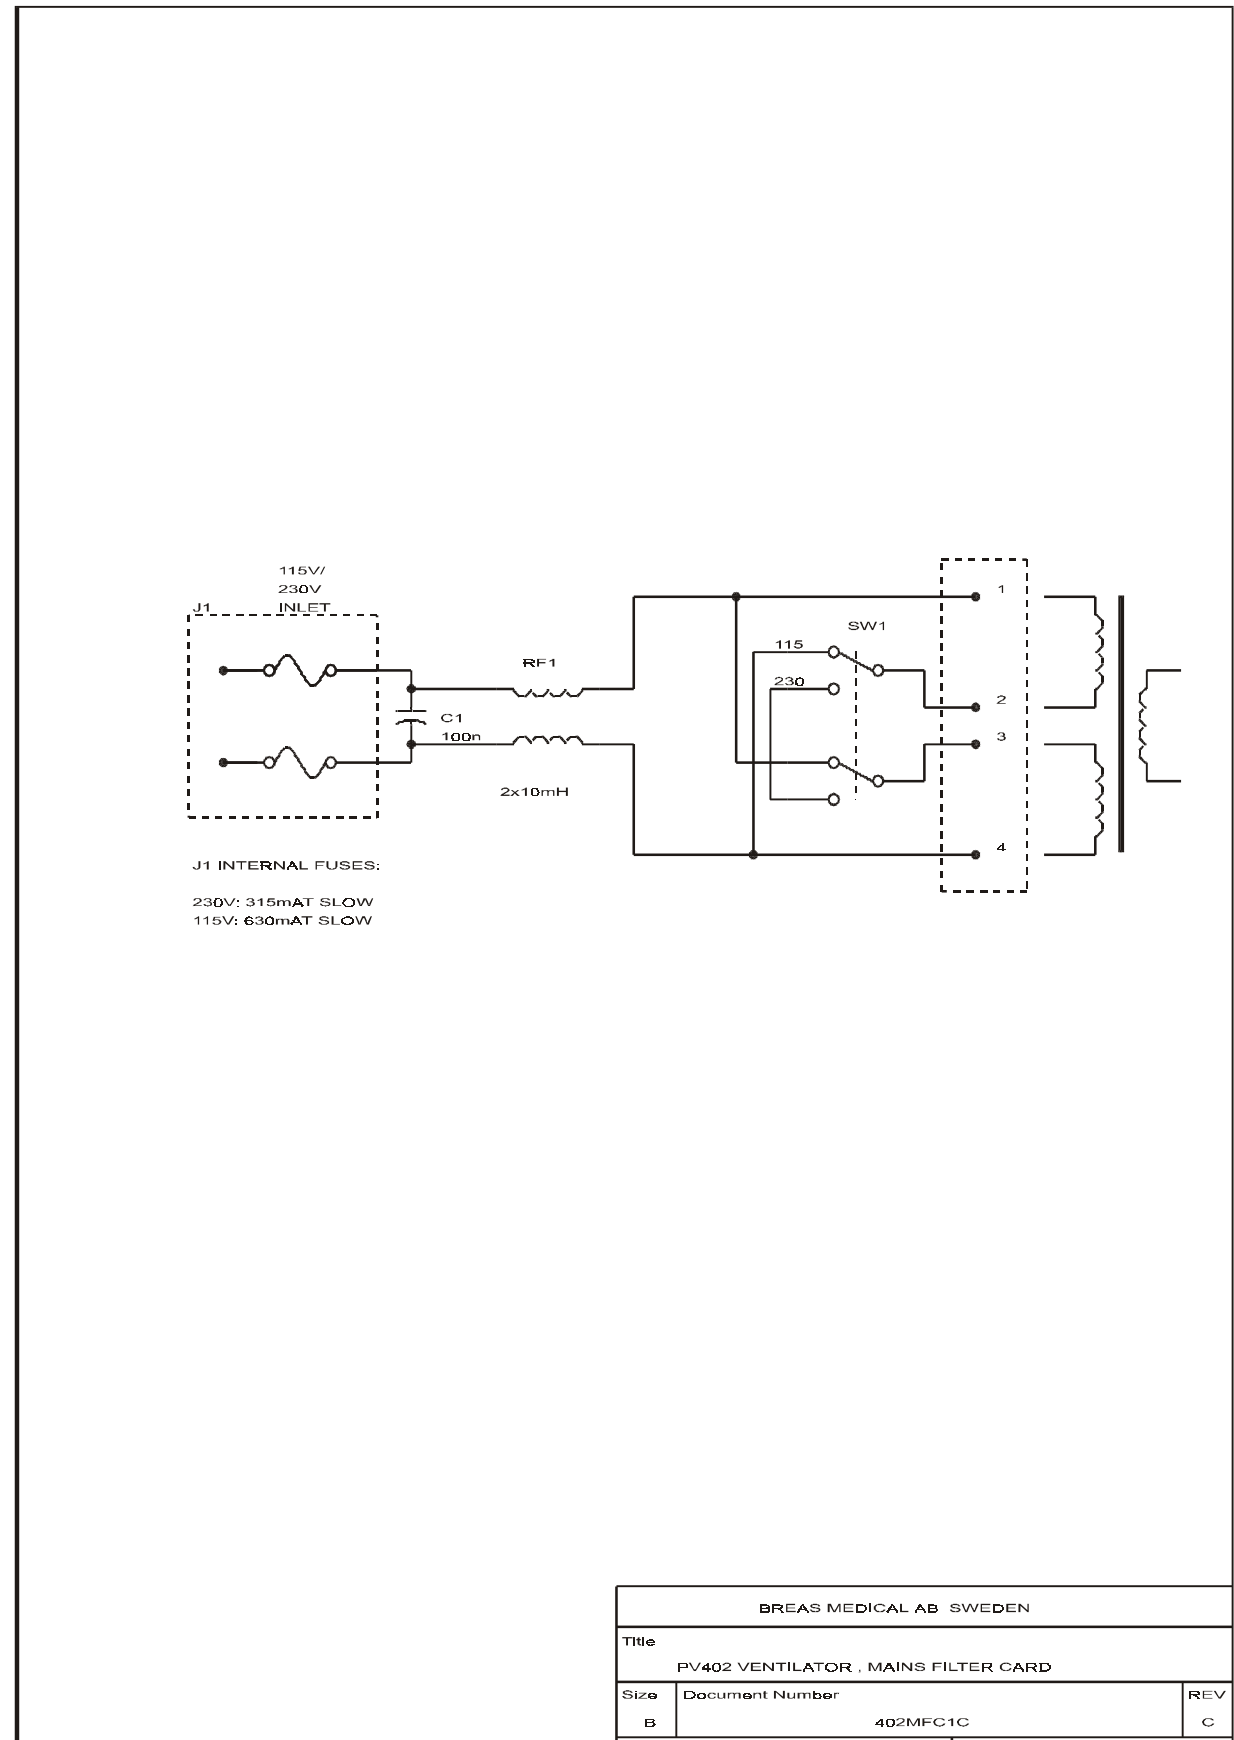 115V/
230V
INLET
J1
RF1
C1
100n
2x10mH
SW1
115
230
1
2
3
4
J1 INTERNAL FUSES:
230V: 315mAT SLOW
115V: 630mAT SLOW
BREAS MEDICAL AB SWEDEN
Title
PV402 VENTILATOR , MAINS FILTER CARD
Size Document Number REV
B 402MFC1C C